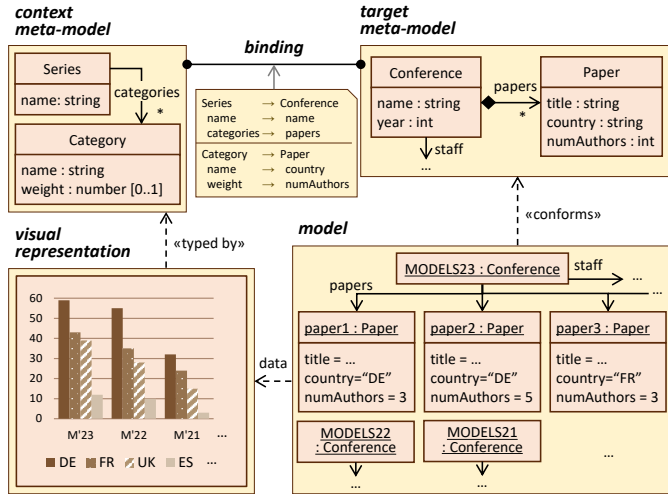 context
meta-model
Series
name: string
categories
*
Category
name : string
weight : number [0..1]
binding
Series → Conference
name → name
categories → papers
Category → Paper
name → country
weight → numAuthors
target
meta-model
Conference
name : string
year : int
papers
*
staff
...
Paper
title : string
country : string
numAuthors : int
«typed by»
«conforms»
visual
representation
60
50
40
30
20
10
0
M'23 M'22 M'21 ...
DE FR UK ES ...
data
model
MODELS23 : Conference
staff
...
papers
...
paper1 : Paper
title = ...
country=“DE”
numAuthors = 3
paper2 : Paper
title = ...
country=“DE”
numAuthors = 5
paper3 : Paper
title = ...
country=“FR”
numAuthors = 3
MODELS22
: Conference
...
MODELS21
: Conference
...
...